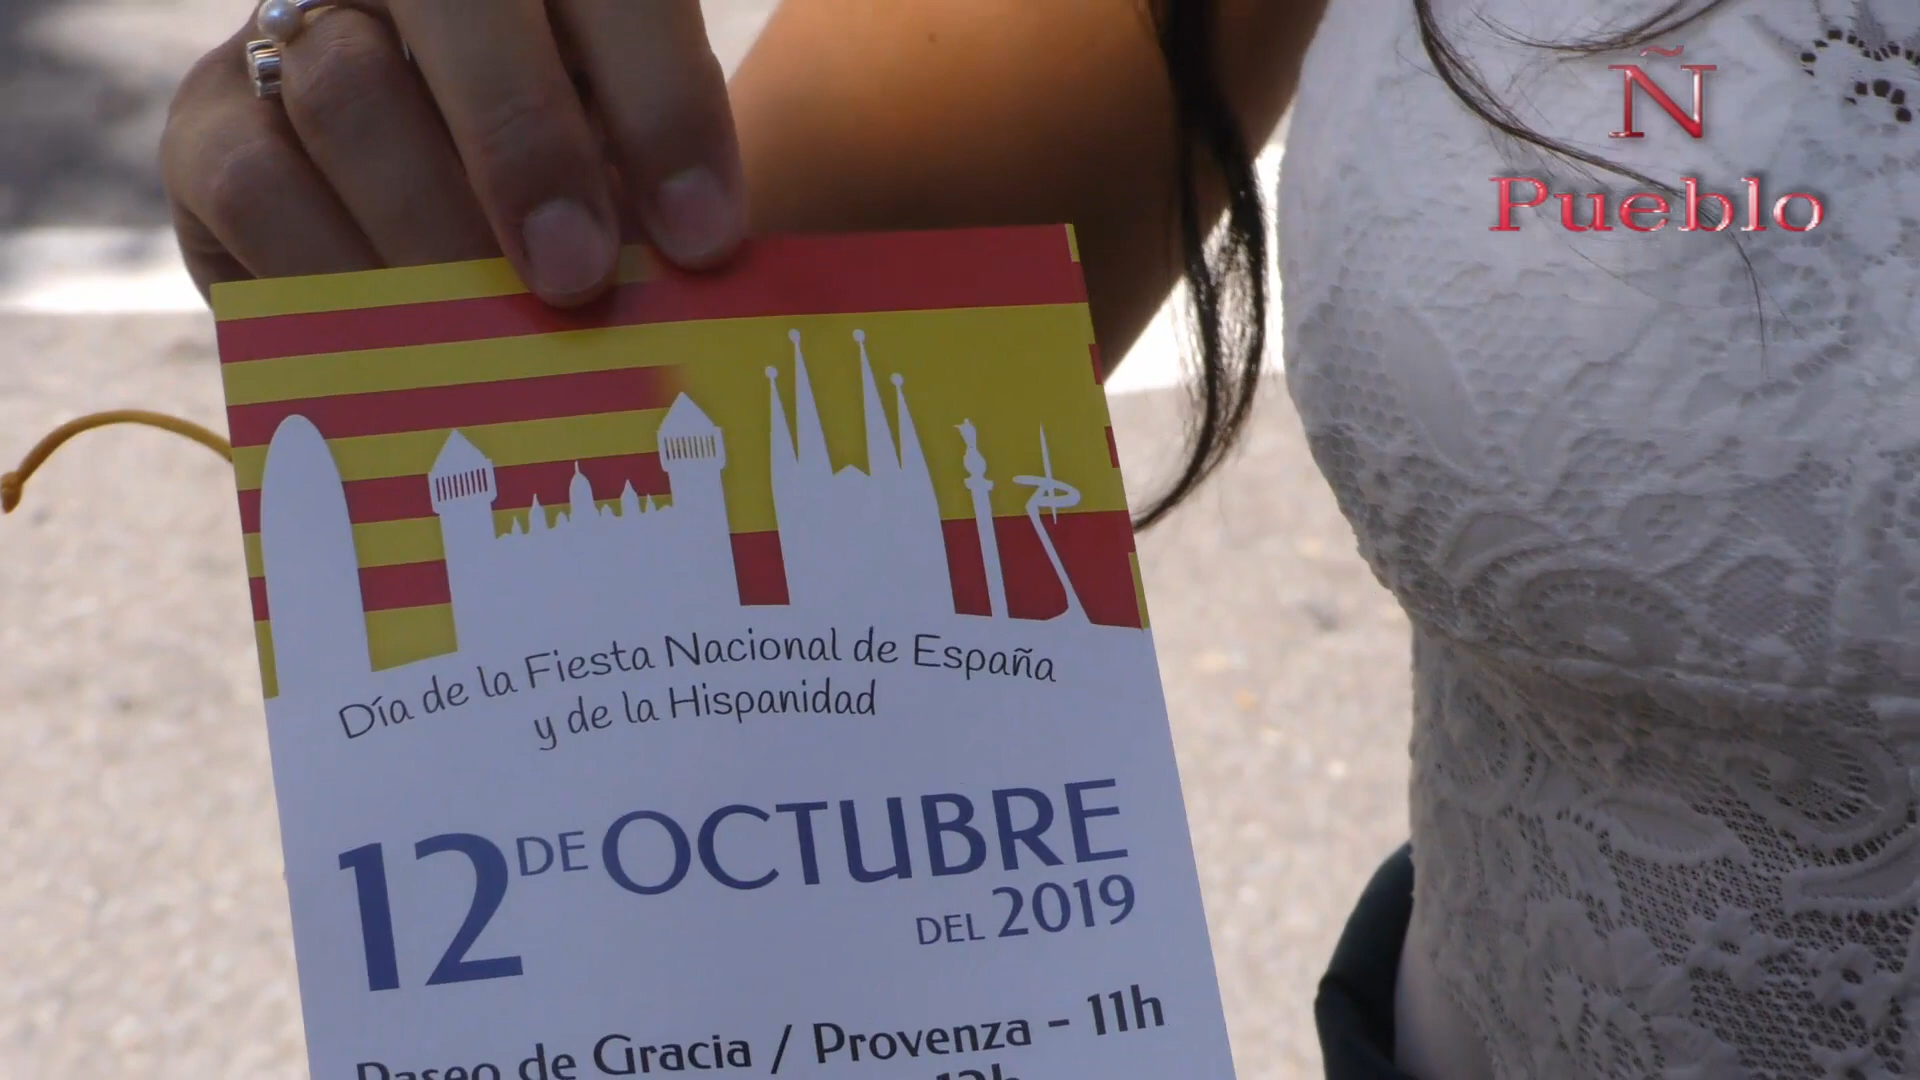 Ñ
Pueblo
Día de la Fiesta Nacional de España
y de la Hispanidad
12 DE OCTUBRE
DEL 2019
Paseo de Gracia / Provenza - 11h
12h